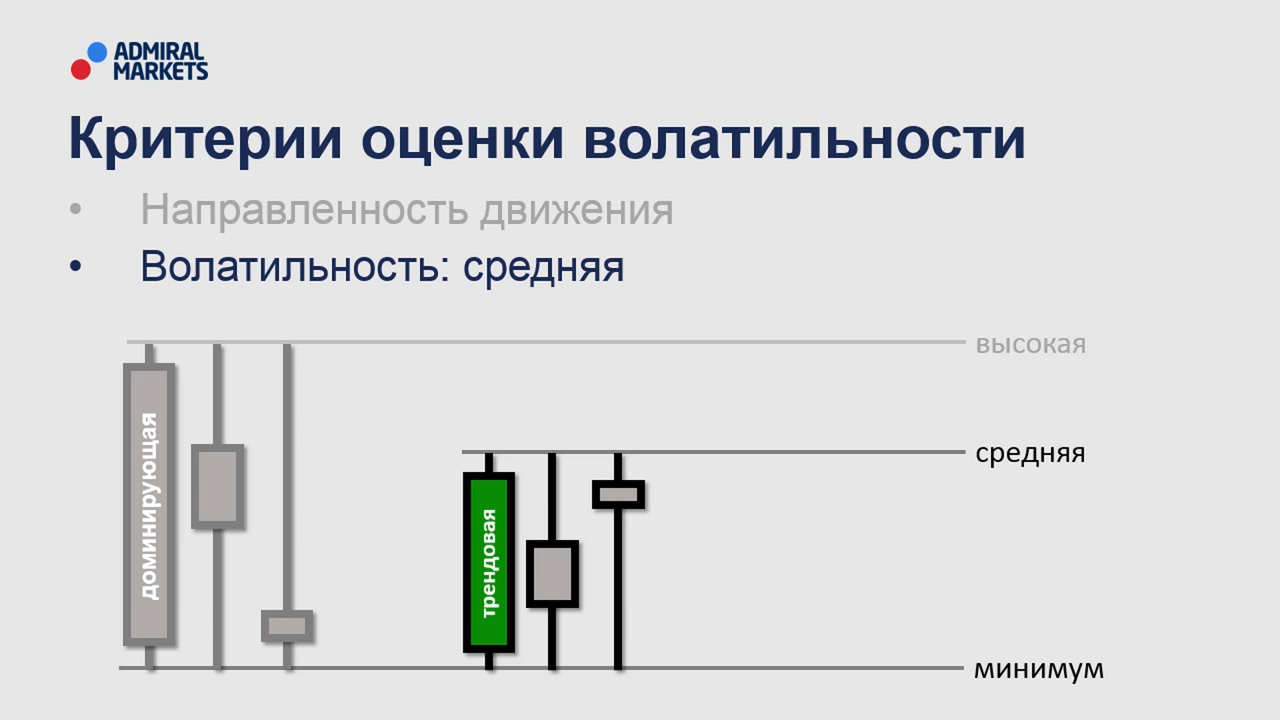 ADMIRAL
MARKETS
Критерии оценки волатильности
• Направленность движения
• Волатильность: средняя
высокая
средняя
минимум
доминирующая
трендовая